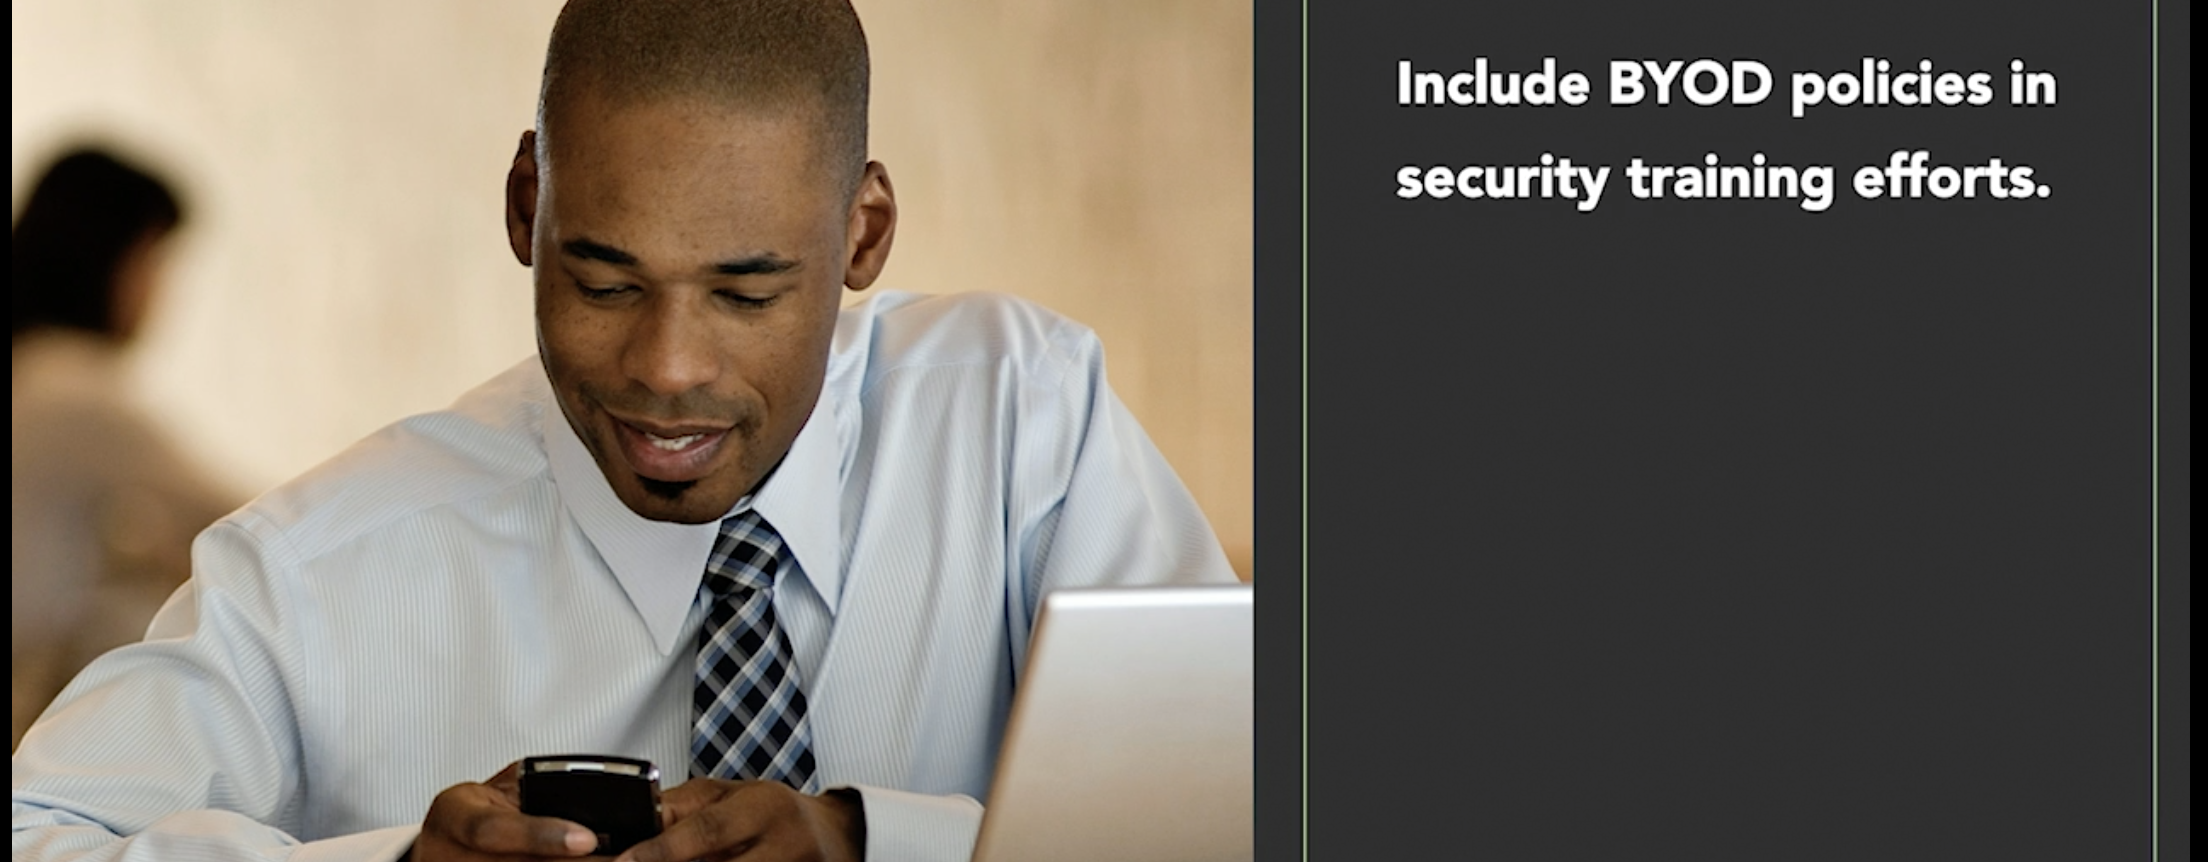 Include BYOD policies in
security training efforts.